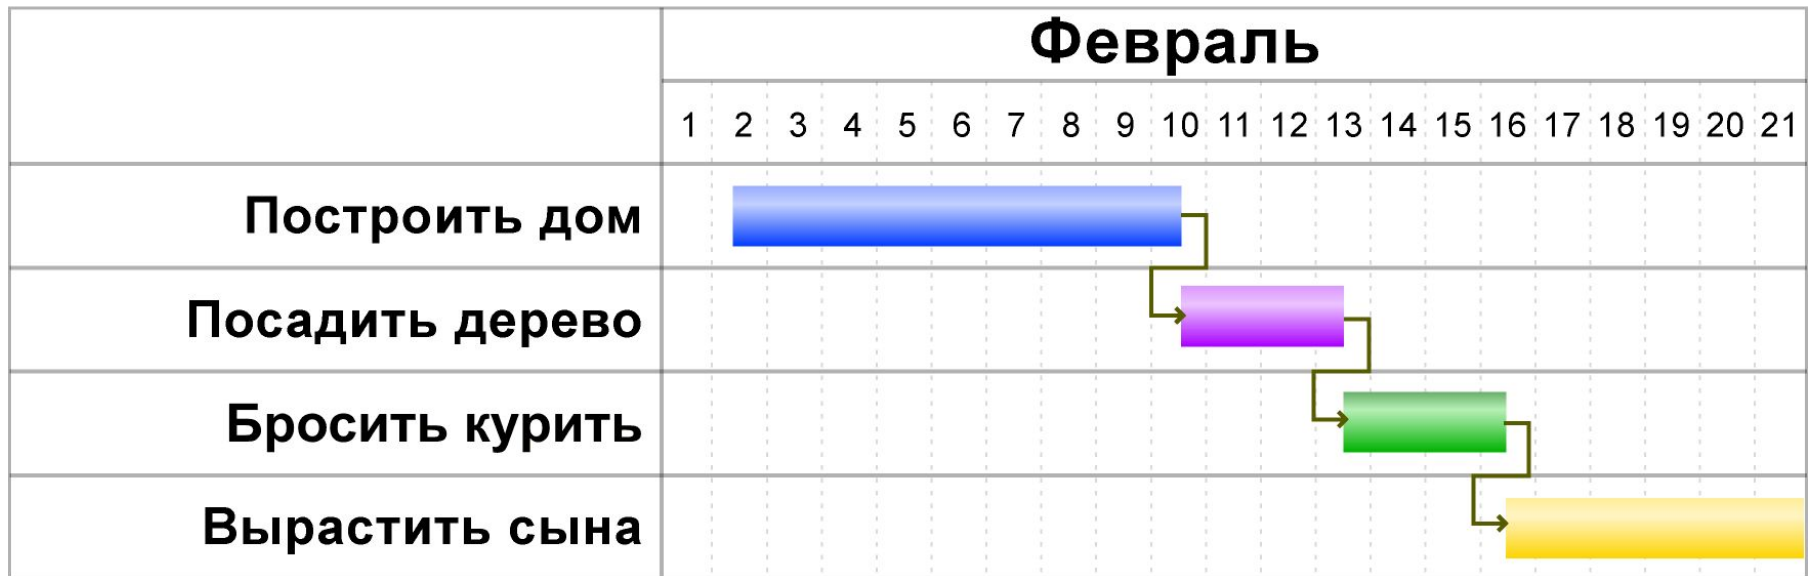 Февраль
1 2 3 4 5 6 7 8 9 10 11 12 13 14 15 16 17 18 19 20 21
Построить дом
Посадить дерево
Бросить курить
Вырастить сына